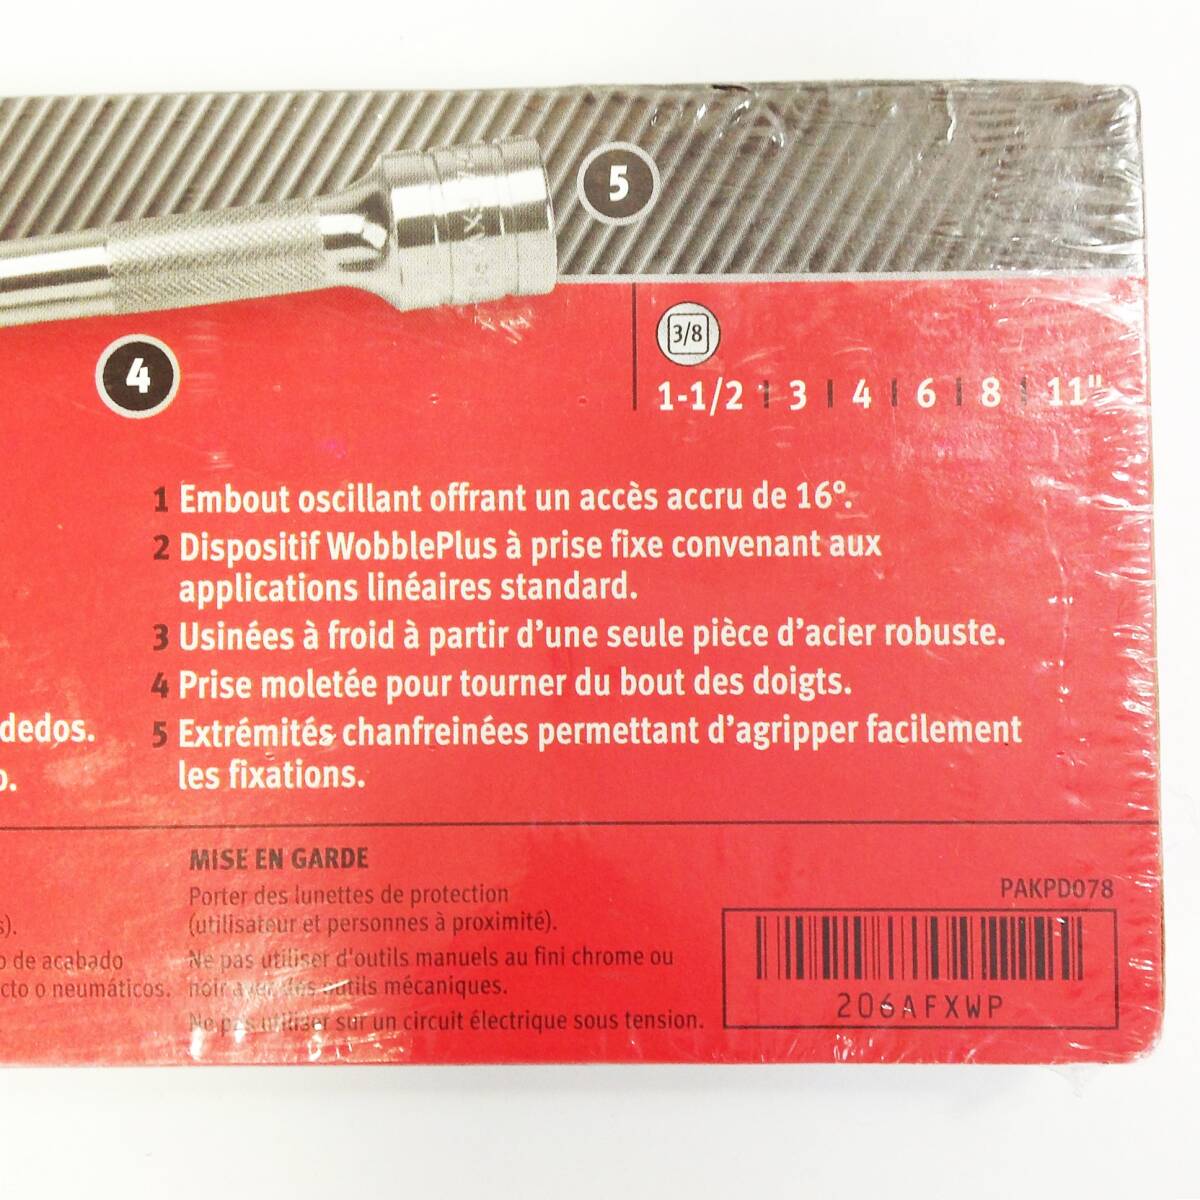 5
4
3/8
1-1/2 | 3 | 4 | 6 | 8 | 11"
1 Embout oscillant offrant un accès accru de 16°.
2 Dispositif WobblePlus à prise fixe convenant aux
applications linéaires standard.
3 Usinées à froid à partir d'une seule pièce d'acier robuste.
4 Prise moletée pour tourner du bout des doigts.
5 Extrémités chanfreinées permettant d'agripper facilement
les fixations.
dedos.
o.
MISE EN GARDE
Porter des lunettes de protection
(utilisateur et personnes à proximité).
Ne pas utiliser d'outils manuels au fini chrome ou
noir avec des outils mécaniques.
Ne pas utiliser sur un circuit électrique sous tension.
s).
o de acabado
cto o neumáticos.
PAKPD078
206AFXWP